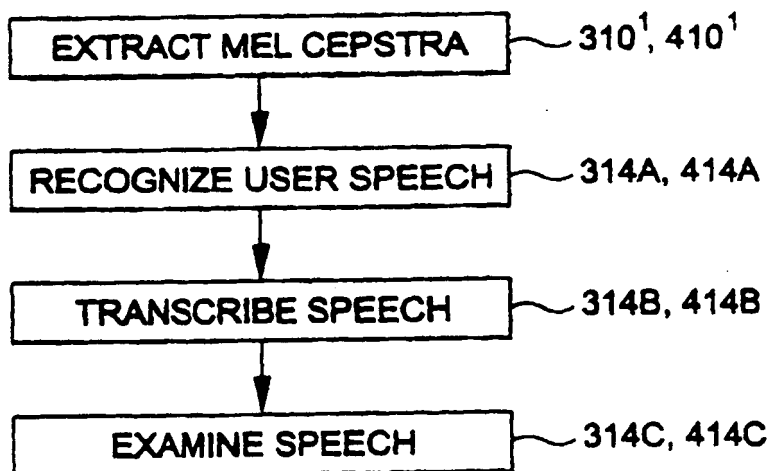 EXTRACT MEL CEPSTRA 310¹, 410¹
RECOGNIZE USER SPEECH 314A, 414A
TRANSCRIBE SPEECH 314B, 414B
EXAMINE SPEECH 314C, 414C